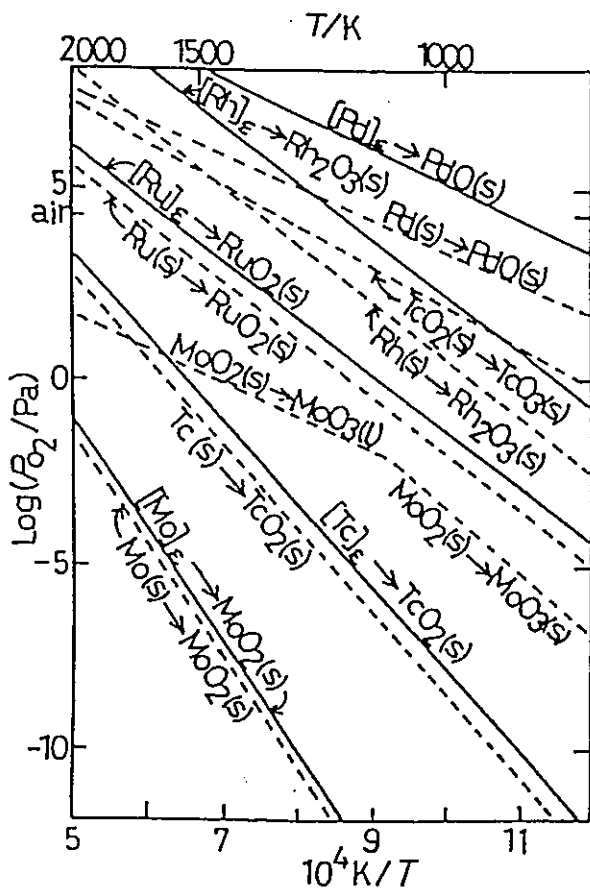 T/K
2000 1500 1000
[Rh]ε →Rh2O3(s)
[Pd]ε →PdO(s)
5
air
[Ru]ε →RuO2(s)
Pd(s) →PdO(s)
Ru(s) →RuO2(s)
TcO2(s) →TcO3(s)
Rh(s) →Rh2O3(s)
0
MoO2(s) →MoO3(l)
Log(PO2/Pa)
Tc(s) →TcO2(s)
[Tc]ε →TcO2(s)
MoO2(s) →MoO3(s)
-5
[Mo]ε →MoO2(s)
Mo(s) →MoO2(s)
-10
5 7 9 11
10⁴K/T